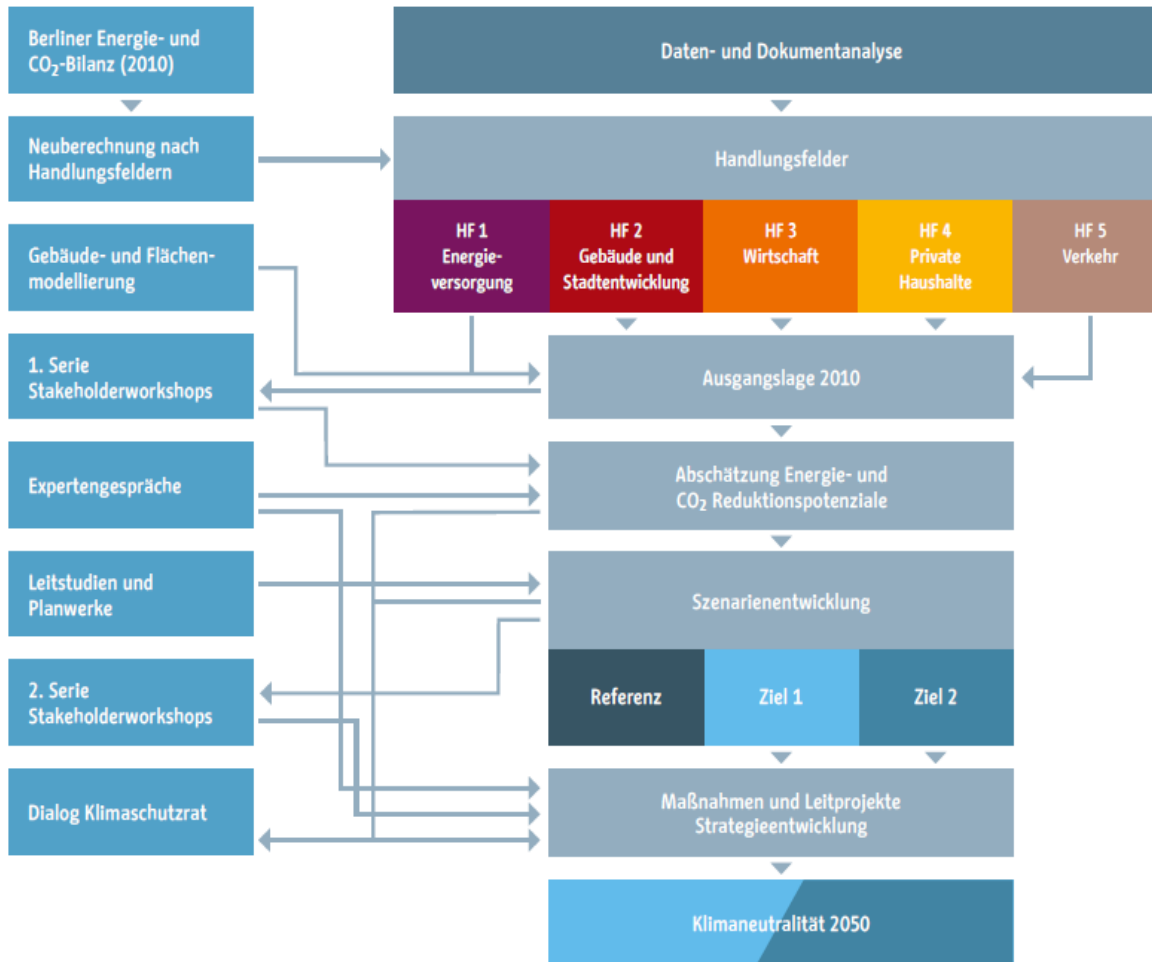 Berliner Energie- und
CO₂-Bilanz (2010)
Daten- und Dokumentanalyse
Neuberechnung nach
Handlungsfeldern
Handlungsfelder
HF 1
Energie-
versorgung
HF 2
Gebäude und
Stadtentwicklung
HF 3
Wirtschaft
HF 4
Private
Haushalte
HF 5
Verkehr
Gebäude- und Flächen-
modellierung
1. Serie
Stakeholderworkshops
Ausgangslage 2010
Expertengespräche
Abschätzung Energie- und
CO₂ Reduktionspotenziale
Leitstudien und
Planwerke
Szenarienentwicklung
2. Serie
Stakeholderworkshops
Referenz
Ziel 1
Ziel 2
Dialog Klimaschutzrat
Maßnahmen und Leitprojekte
Strategieentwicklung
Klimaneutralität 2050